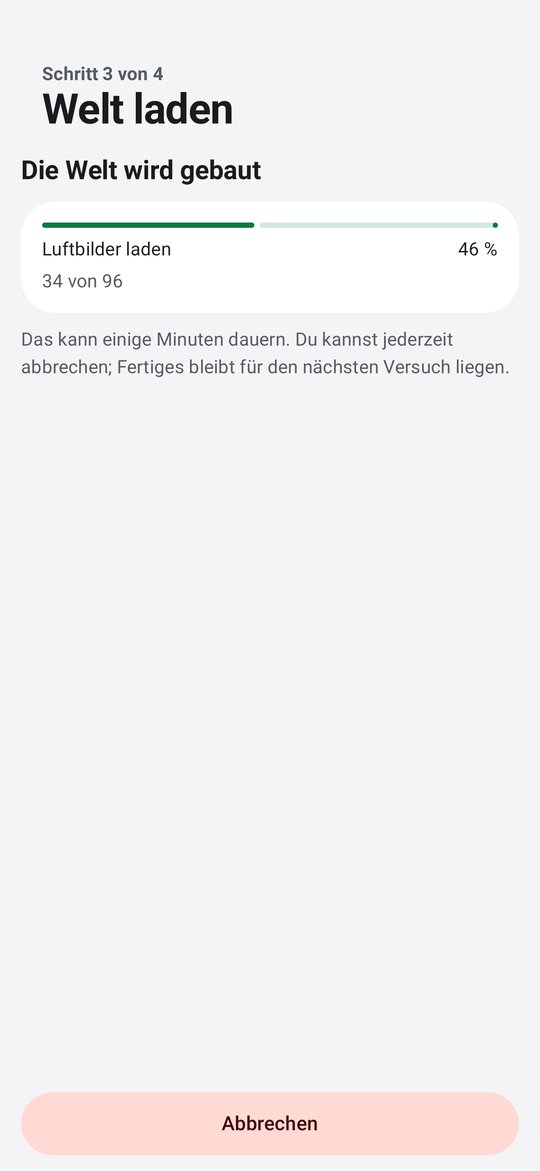 Schritt 3 von 4
Welt laden
Die Welt wird gebaut
Luftbilder laden 46 %
34 von 96
Das kann einige Minuten dauern. Du kannst jederzeit
abbrechen; Fertiges bleibt für den nächsten Versuch liegen.
Abbrechen